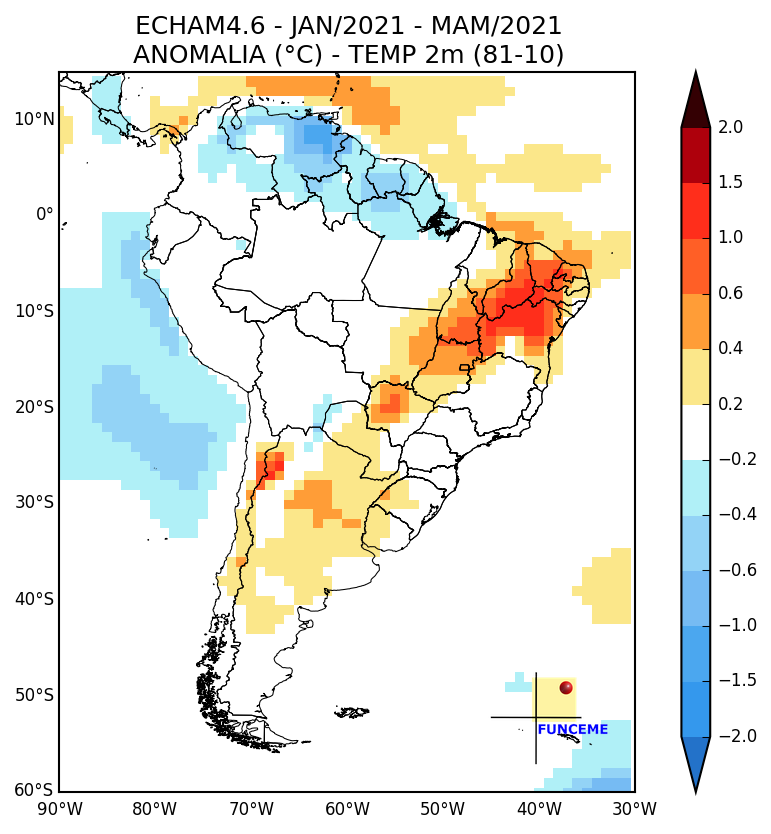 ECHAM4.6 - JAN/2021 - MAM/2021
ANOMALIA (°C) - TEMP 2m (81-10)
10°N
0°
10°S
20°S
30°S
40°S
50°S
60°S
90°W 80°W 70°W 60°W 50°W 40°W 30°W
2.0
1.5
1.0
0.6
0.4
0.2
−0.2
−0.4
−0.6
−1.0
−1.5
−2.0
FUNCEME